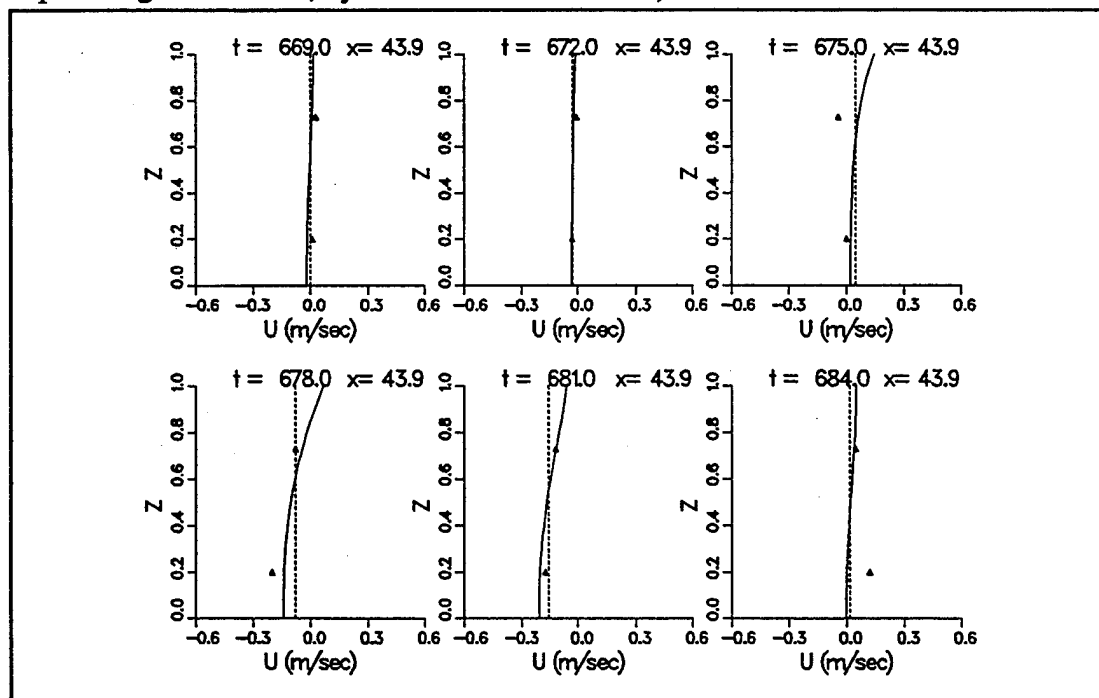 t = 669.0 x= 43.9
1.0
0.8
0.6
0.4
0.2
0.0
Z
-0.6 -0.3 0.0 0.3 0.6
U (m/sec)
t = 672.0 x= 43.9
1.0
0.8
0.6
0.4
0.2
0.0
Z
-0.6 -0.3 0.0 0.3 0.6
U (m/sec)
t = 675.0 x= 43.9
1.0
0.8
0.6
0.4
0.2
0.0
Z
-0.6 -0.3 0.0 0.3 0.6
U (m/sec)
t = 678.0 x= 43.9
1.0
0.8
0.6
0.4
0.2
0.0
Z
-0.6 -0.3 0.0 0.3 0.6
U (m/sec)
t = 681.0 x= 43.9
1.0
0.8
0.6
0.4
0.2
0.0
Z
-0.6 -0.3 0.0 0.3 0.6
U (m/sec)
t = 684.0 x= 43.9
1.0
0.8
0.6
0.4
0.2
0.0
Z
-0.6 -0.3 0.0 0.3 0.6
U (m/sec)